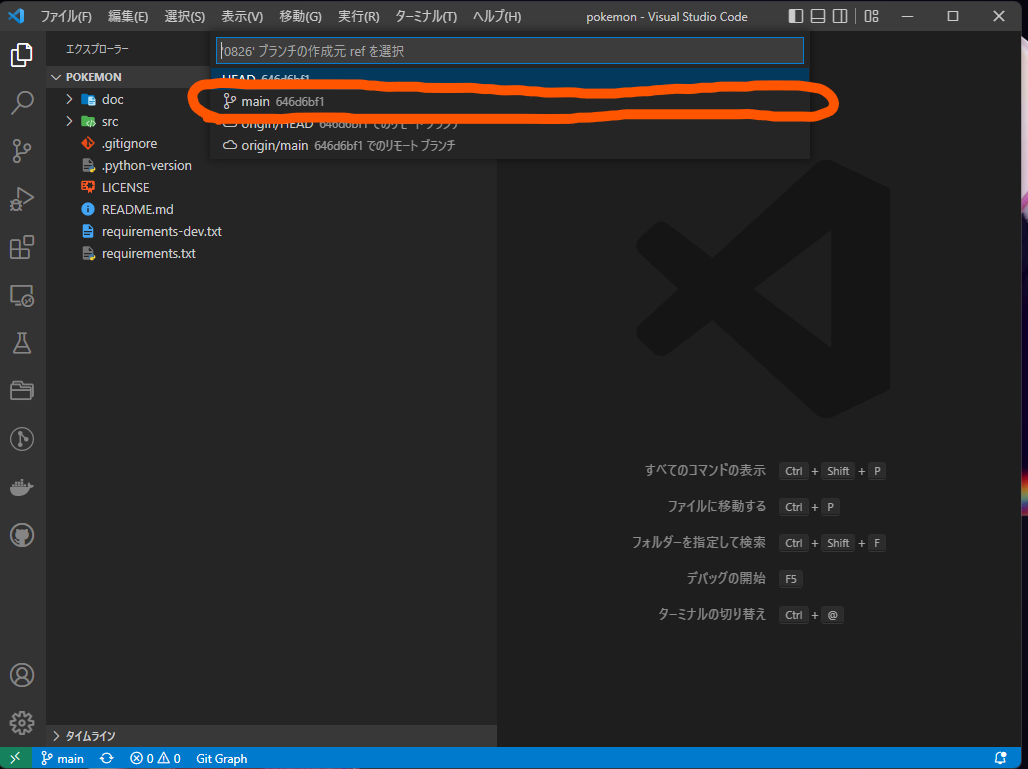 ファイル(F) 編集(E) 選択(S) 表示(V) 移動(G) 実行(R) ターミナル(T) ヘルプ(H) pokemon - Visual Studio Code
エクスプローラー
'0826' ブランチの作成元 ref を選択
POKEMON
HEAD 646d6bf1
doc
main 646d6bf1
src
origin/HEAD 646d6bf1 でのリモート ブランチ
.gitignore
origin/main 646d6bf1 でのリモート ブランチ
.python-version
LICENSE
README.md
requirements-dev.txt
requirements.txt
すべてのコマンドの表示 Ctrl + Shift + P
ファイルに移動する Ctrl + P
フォルダーを指定して検索 Ctrl + Shift + F
デバッグの開始 F5
ターミナルの切り替え Ctrl + @
タイムライン
main 0 0 Git Graph